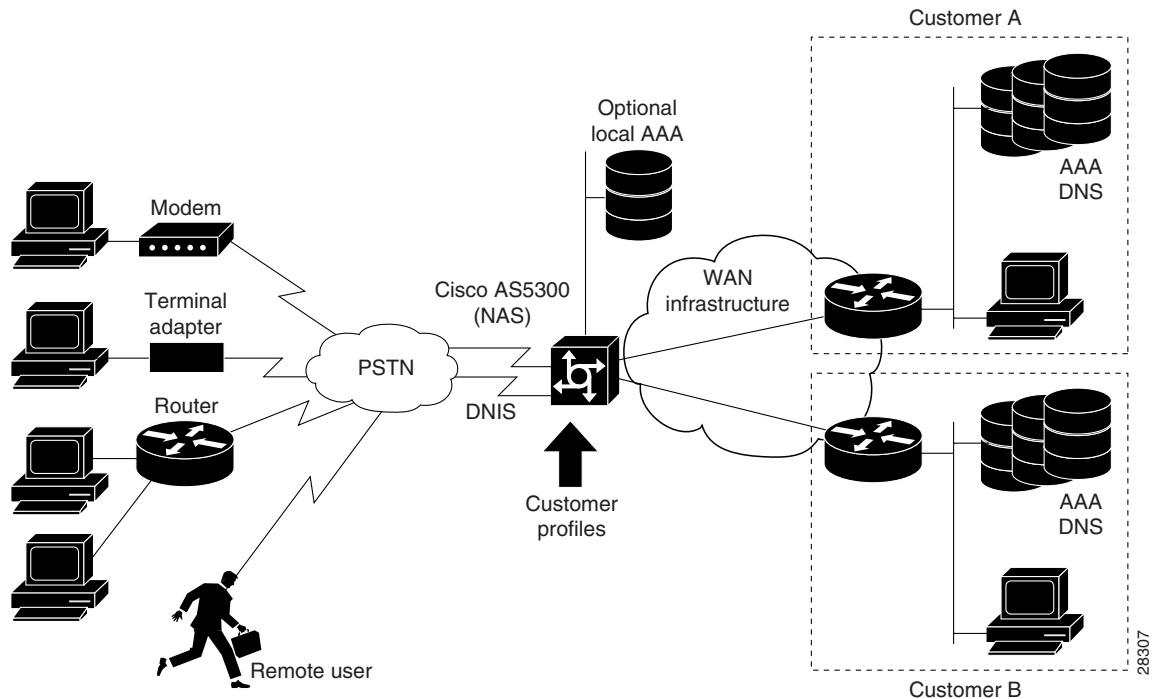 Customer A
Optional
local AAA
AAA
DNS
Modem
Cisco AS5300
(NAS)
WAN
infrastructure
Terminal
adapter
PSTN
DNIS
Router
Customer
profiles
AAA
DNS
Remote user
Customer B
28307